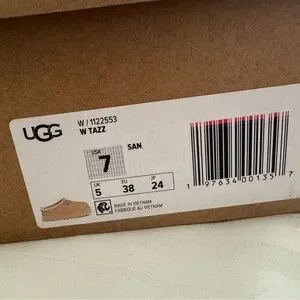 UGG
W / 1122553
W TAZZ
USA
7
SAN
UK
5
EU
38
JP
24
MADE IN VIETNAM
FABRIQUÉ AU VIETNAM
1 97634 00135 7